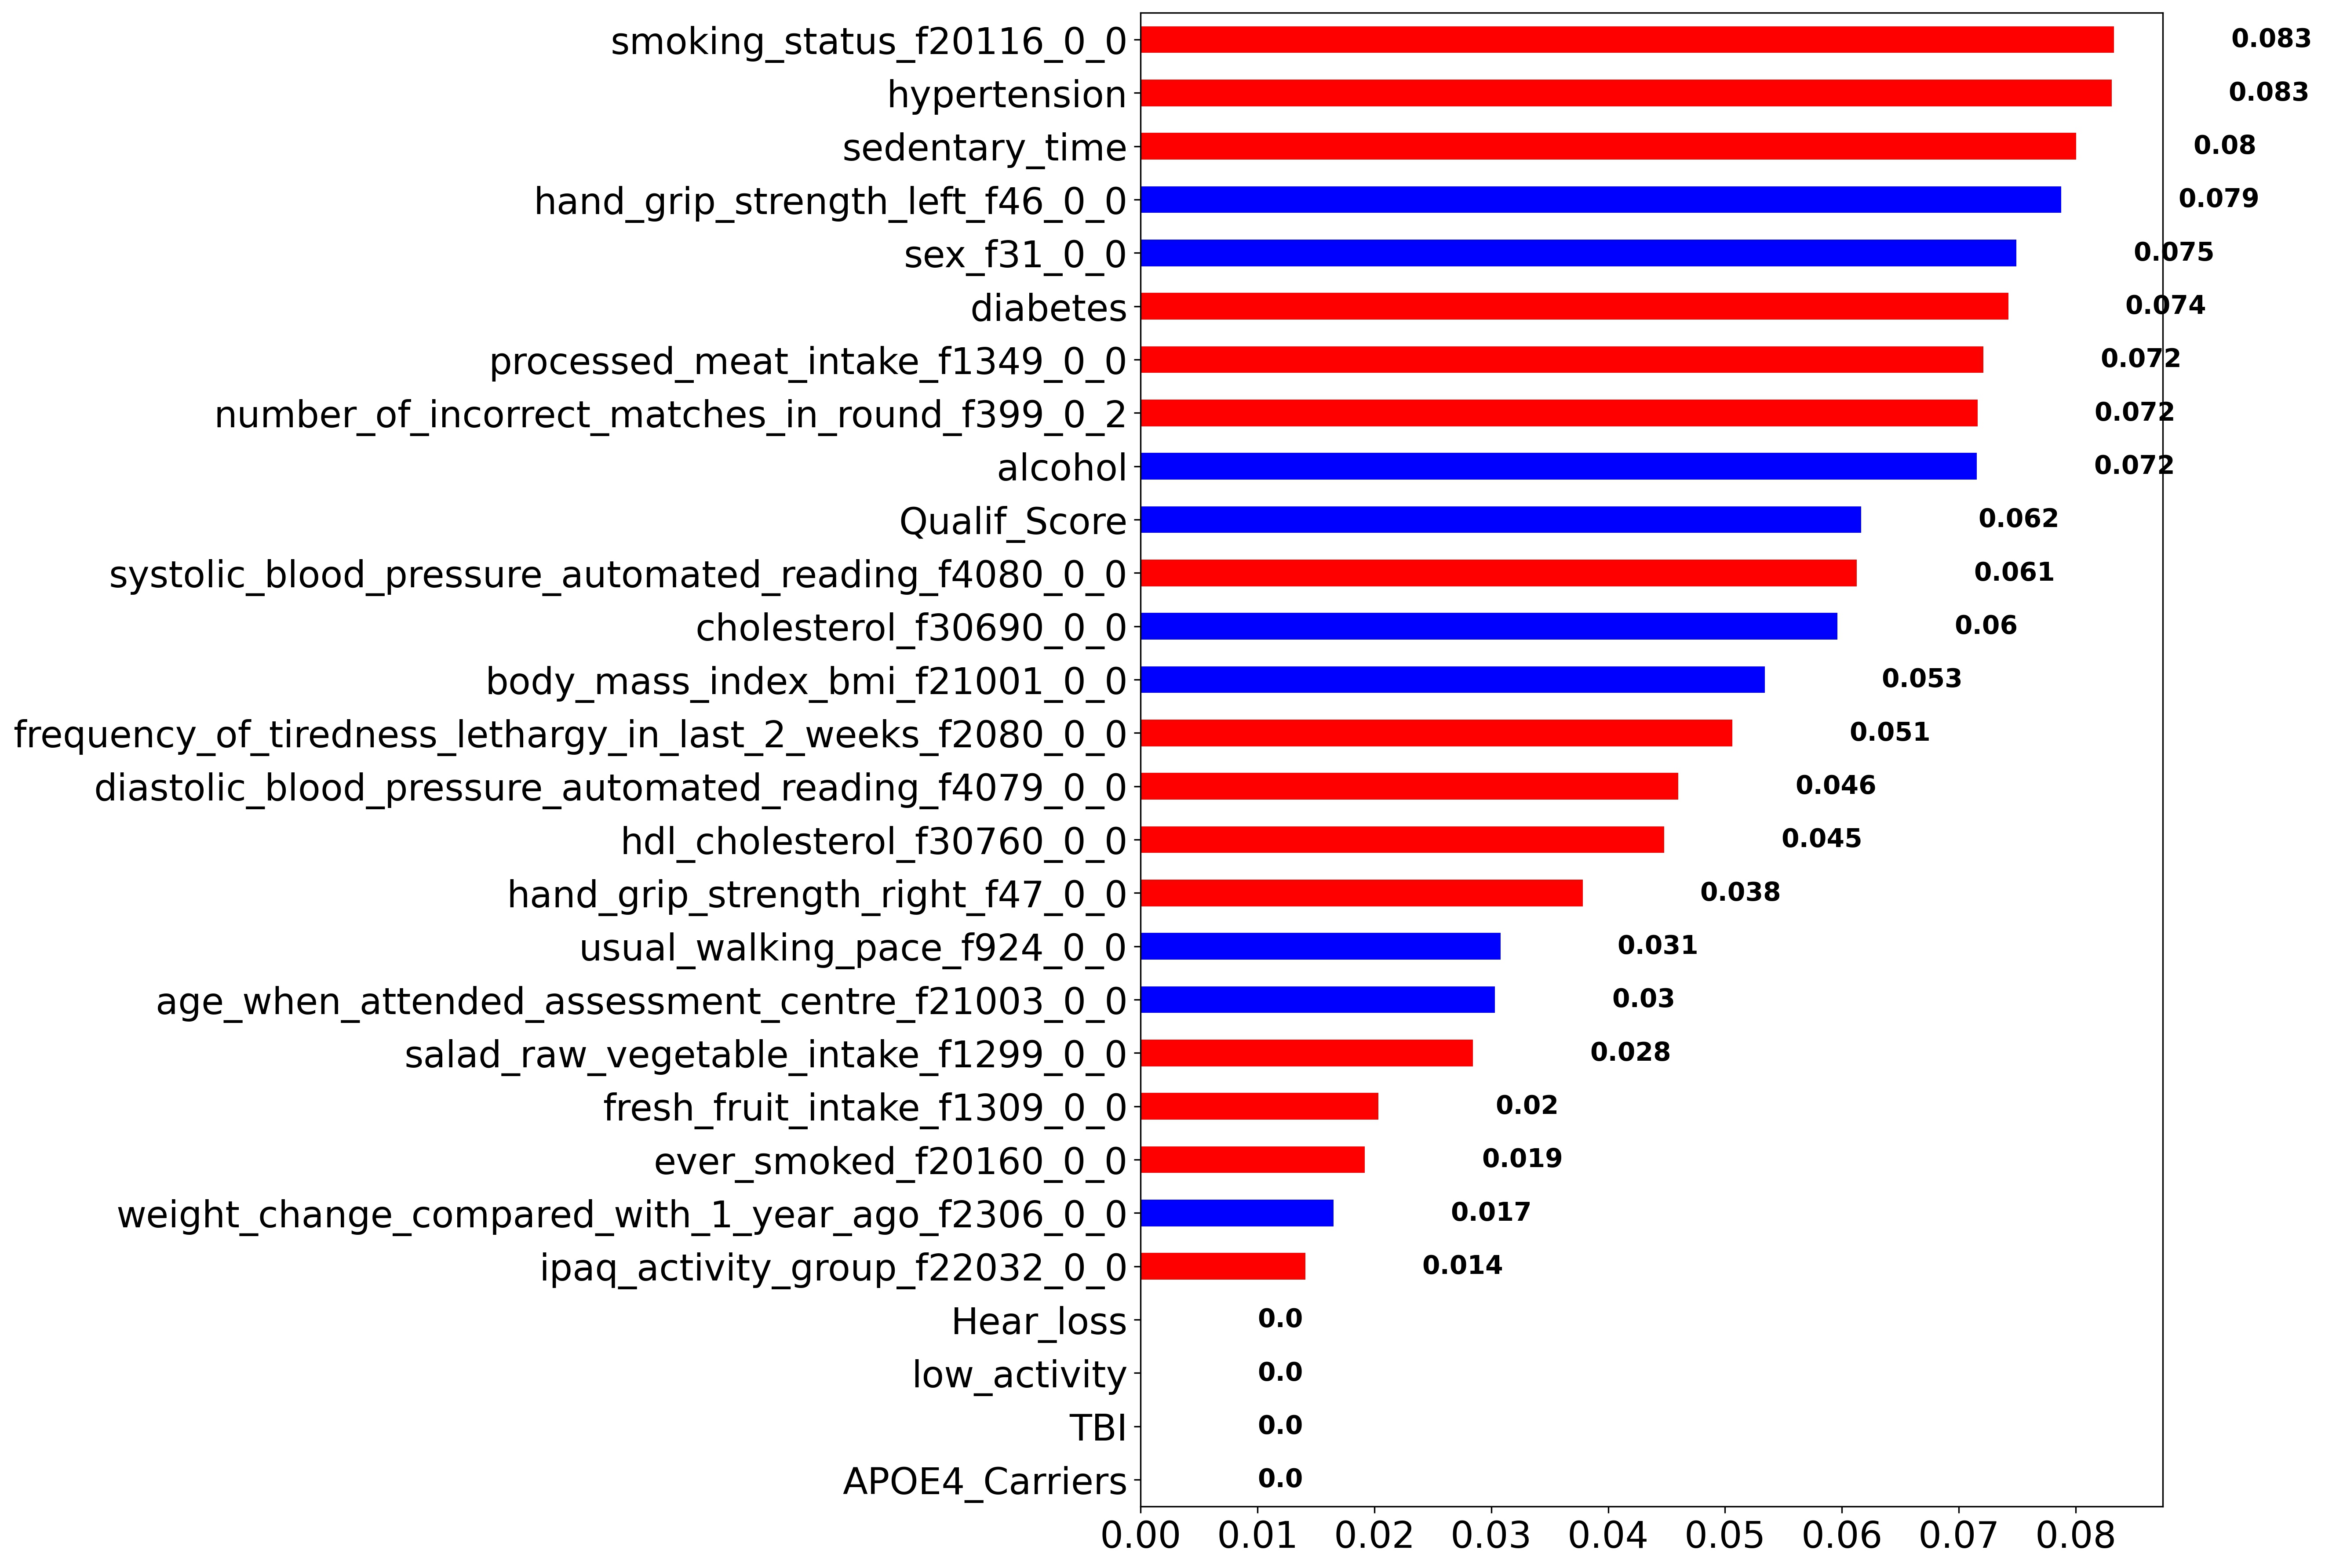 smoking_status_f20116_0_0 0.083
hypertension 0.083
sedentary_time 0.08
hand_grip_strength_left_f46_0_0 0.079
sex_f31_0_0 0.075
diabetes 0.074
processed_meat_intake_f1349_0_0 0.072
number_of_incorrect_matches_in_round_f399_0_2 0.072
alcohol 0.072
Qualif_Score 0.062
systolic_blood_pressure_automated_reading_f4080_0_0 0.061
cholesterol_f30690_0_0 0.06
body_mass_index_bmi_f21001_0_0 0.053
frequency_of_tiredness_lethargy_in_last_2_weeks_f2080_0_0 0.051
diastolic_blood_pressure_automated_reading_f4079_0_0 0.046
hdl_cholesterol_f30760_0_0 0.045
hand_grip_strength_right_f47_0_0 0.038
usual_walking_pace_f924_0_0 0.031
age_when_attended_assessment_centre_f21003_0_0 0.03
salad_raw_vegetable_intake_f1299_0_0 0.028
fresh_fruit_intake_f1309_0_0 0.02
ever_smoked_f20160_0_0 0.019
weight_change_compared_with_1_year_ago_f2306_0_0 0.017
ipaq_activity_group_f22032_0_0 0.014
Hear_loss 0.0
low_activity 0.0
TBI 0.0
APOE4_Carriers 0.0
0.00 0.01 0.02 0.03 0.04 0.05 0.06 0.07 0.08